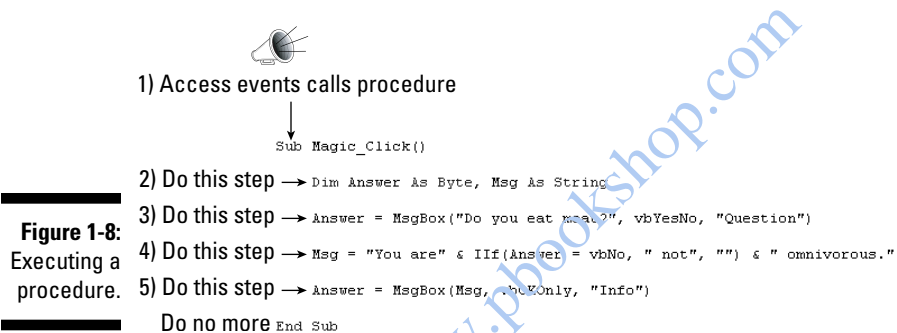 1) Access events calls procedure
Sub Magic_Click()
2) Do this step → Dim Answer As Byte, Msg As String
3) Do this step → Answer = MsgBox("Do you eat meat?", vbYesNo, "Question")
Figure 1-8:
Executing a
procedure.
4) Do this step → Msg = "You are" & IIf(Answer = vbNo, " not", "") & " omnivorous."
5) Do this step → Answer = MsgBox(Msg, vbOKOnly, "Info")
Do no more End Sub
www.pbookshop.com